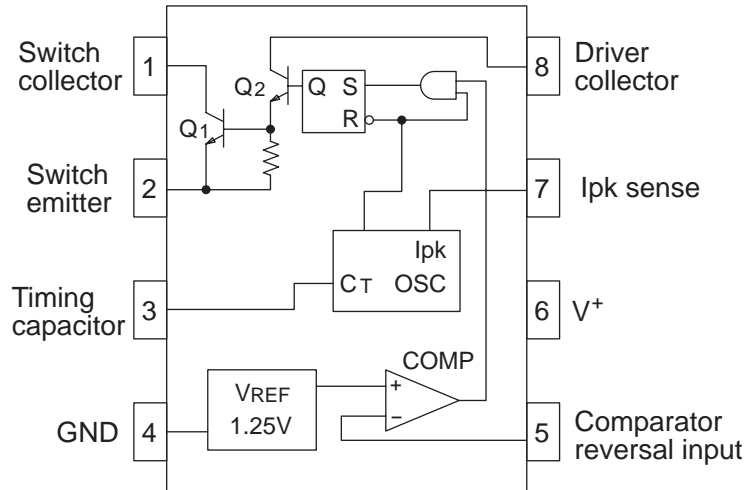 Switch
collector
1
Q1
Q2
Q
S
R
8
Driver
collector
Switch
emitter
2
7
Ipk sense
Ipk
CT OSC
Timing
capacitor
3
6
V+
COMP
VREF
1.25V
+
−
GND
4
5
Comparator
reversal input